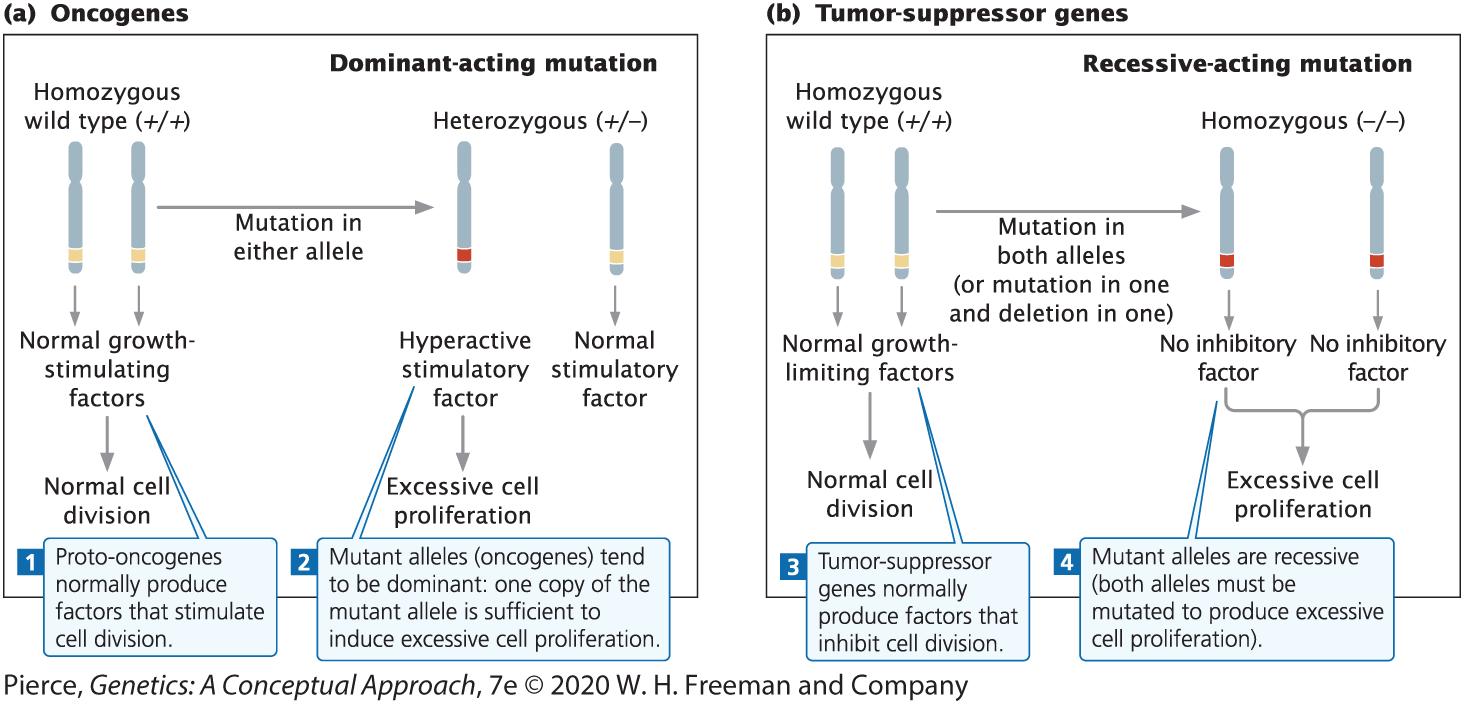 (a) Oncogenes
Dominant-acting mutation
Homozygous
wild type (+/+)
Heterozygous (+/–)
Mutation in
either allele
Normal growth-
stimulating
factors
Hyperactive
stimulatory
factor
Normal
stimulatory
factor
Normal cell
division
Excessive cell
proliferation
1
Proto-oncogenes
normally produce
factors that stimulate
cell division.
2
Mutant alleles (oncogenes) tend
to be dominant: one copy of the
mutant allele is sufficient to
induce excessive cell proliferation.
(b) Tumor-suppressor genes
Recessive-acting mutation
Homozygous
wild type (+/+)
Homozygous (–/–)
Mutation in
both alleles
(or mutation in one
and deletion in one)
Normal growth-
limiting factors
No inhibitory
factor
No inhibitory
factor
Normal cell
division
Excessive cell
proliferation
3
Tumor-suppressor
genes normally
produce factors that
inhibit cell division.
4
Mutant alleles are recessive
(both alleles must be
mutated to produce excessive
cell proliferation).
Pierce, Genetics: A Conceptual Approach, 7e © 2020 W. H. Freeman and Company